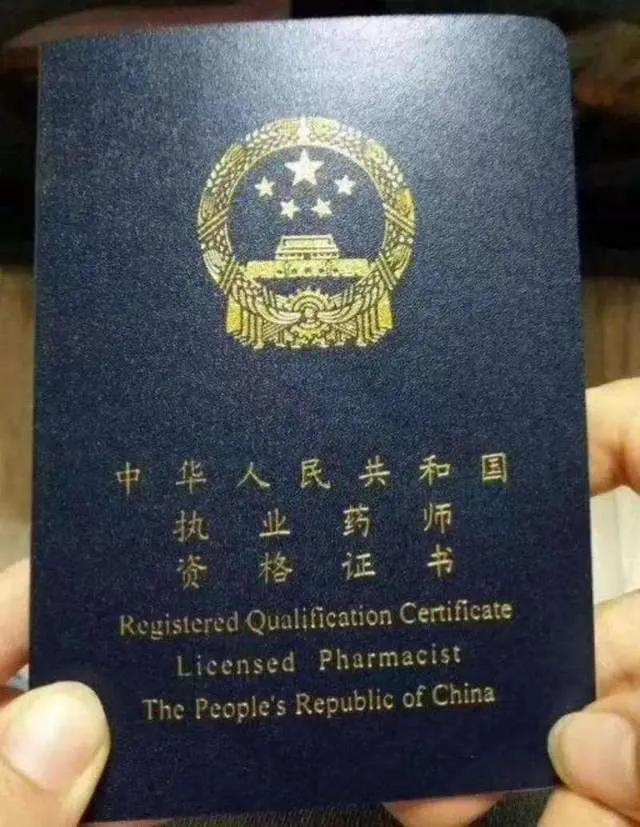 中华人民共和国
执业药师
资格证书
Registered Qualification Certificate
Licensed Pharmacist
The People's Republic of China